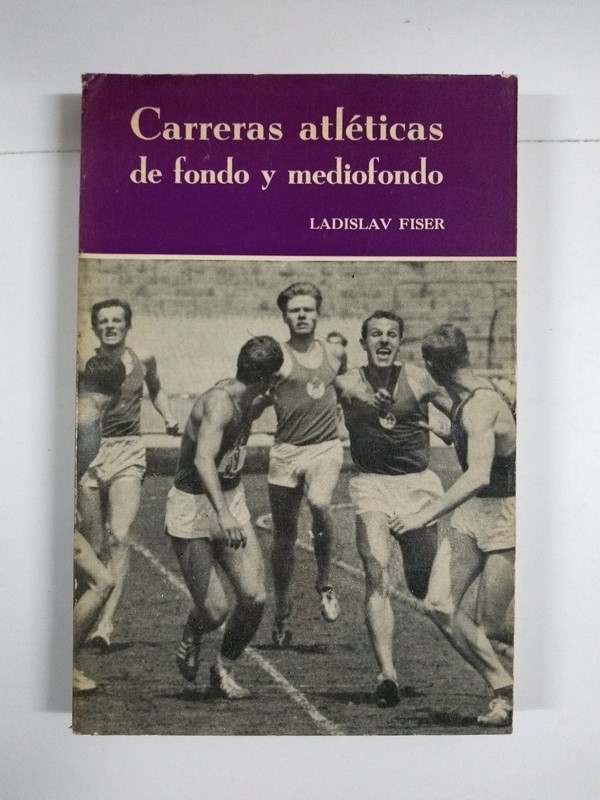 Carreras atléticas
de fondo y mediofondo
LADISLAV FISER